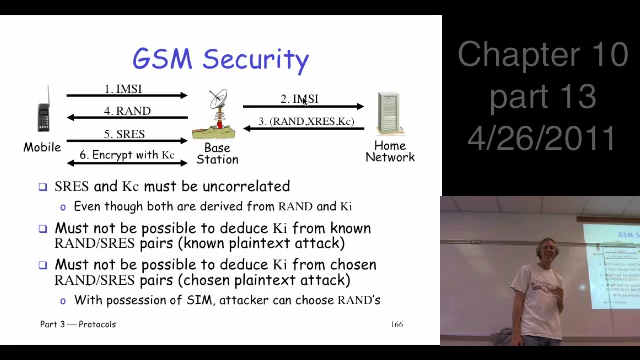 GSM Security
Chapter 10
part 13
4/26/2011
1. IMSI
2. IMSI
4. RAND
3. (RAND,XRES,Kc)
5. SRES
6. Encrypt with Kc
Mobile
Base
Station
Home
Network
SRES and Kc must be uncorrelated
Even though both are derived from RAND and Ki
Must not be possible to deduce Ki from known
RAND/SRES pairs (known plaintext attack)
Must not be possible to deduce Ki from chosen
RAND/SRES pairs (chosen plaintext attack)
With possession of SIM, attacker can choose RAND's
Part 3 — Protocols
166